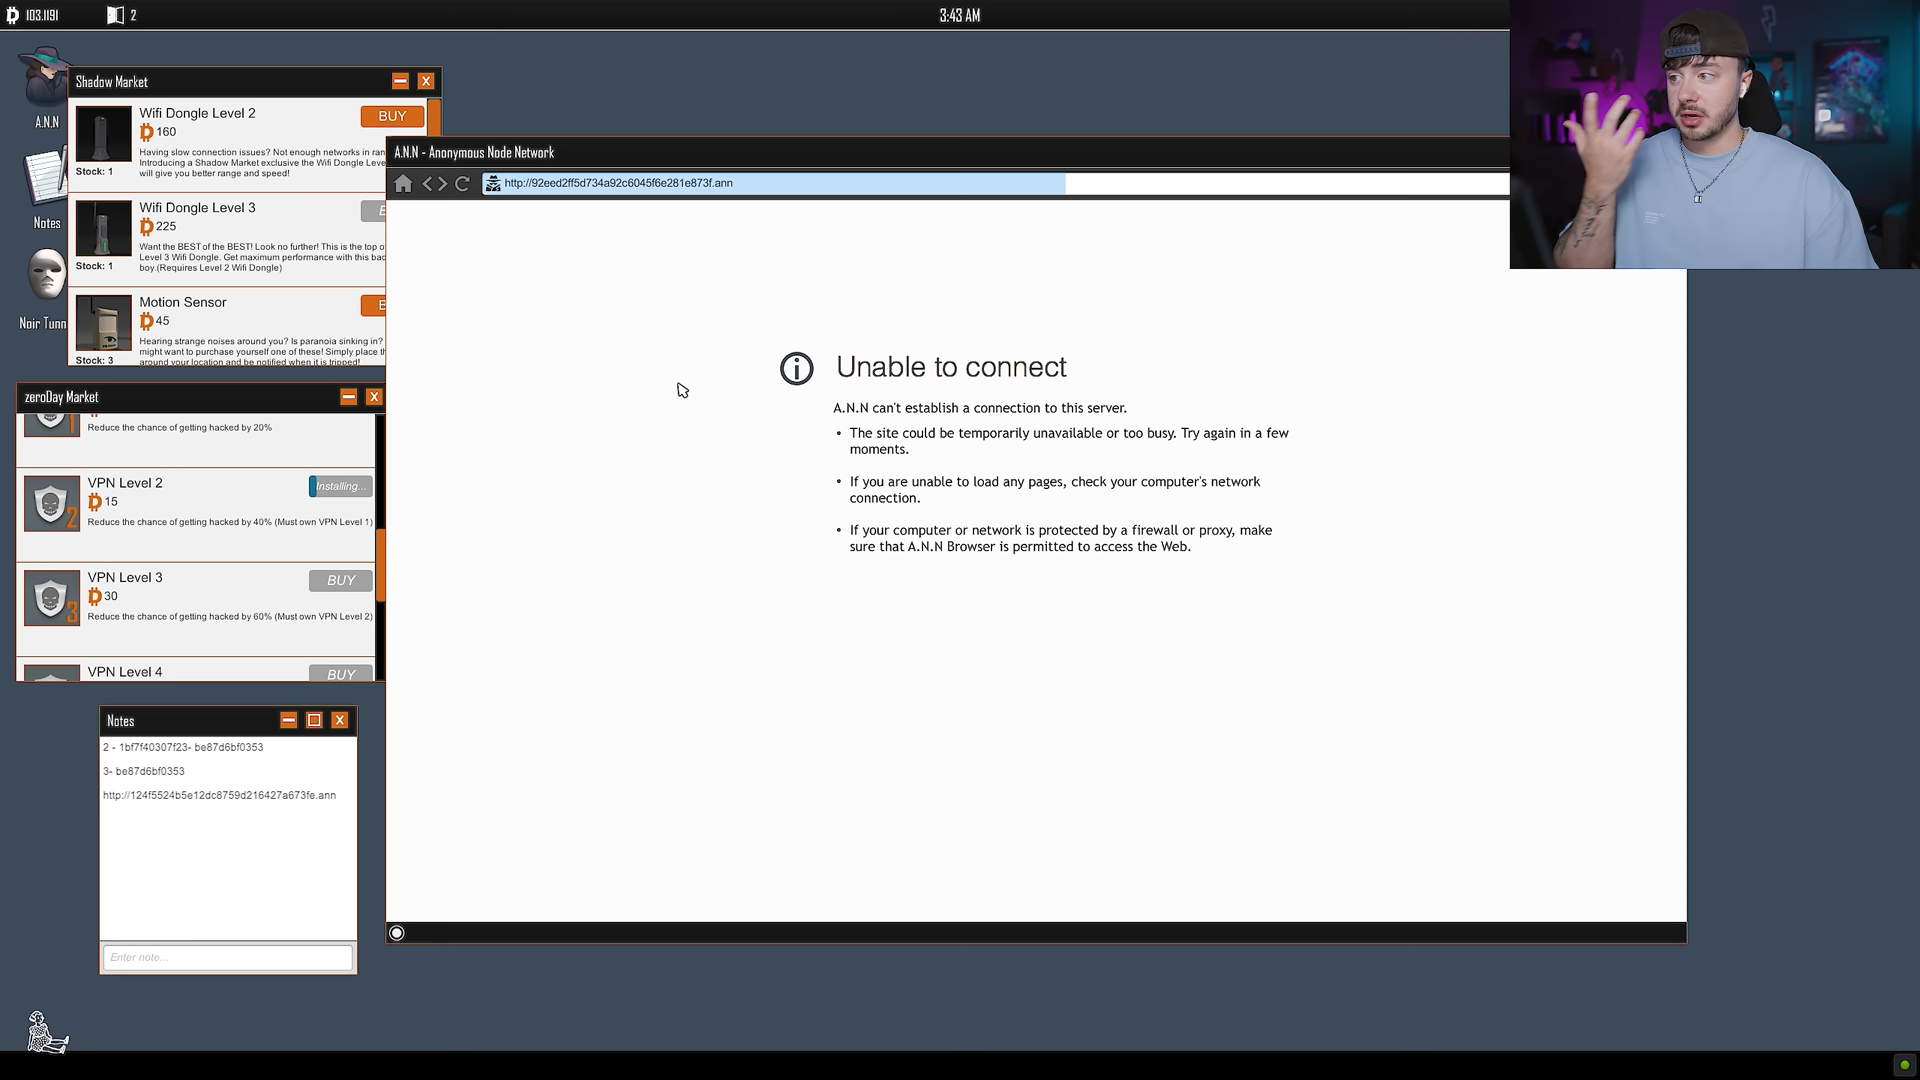 103.1191
2
3:43 AM
A.N.N
Notes
Noir Tunn
Shadow Market
Wifi Dongle Level 2
160
BUY
Having slow connection issues? Not enough networks in ran
Introducing a Shadow Market exclusive the Wifi Dongle Leve
will give you better range and speed!
Stock: 1
Wifi Dongle Level 3
225
Want the BEST of the BEST! Look no further! This is the top o
Level 3 Wifi Dongle. Get maximum performance with this bad
boy.(Requires Level 2 Wifi Dongle)
Stock: 1
Motion Sensor
45
Hearing strange noises around you? Is paranoia sinking in?
might want to purchase yourself one of these! Simply place th
around your location and be notified when it is tripped!
Stock: 3
A.N.N - Anonymous Node Network
http://92eed2ff5d734a92c6045f6e281e873f.ann
Unable to connect
A.N.N can't establish a connection to this server.
• The site could be temporarily unavailable or too busy. Try again in a few
moments.
• If you are unable to load any pages, check your computer's network
connection.
• If your computer or network is protected by a firewall or proxy, make
sure that A.N.N Browser is permitted to access the Web.
zeroDay Market
1
Reduce the chance of getting hacked by 20%
VPN Level 2
15
Installing...
2
Reduce the chance of getting hacked by 40% (Must own VPN Level 1)
VPN Level 3
30
BUY
3
Reduce the chance of getting hacked by 60% (Must own VPN Level 2)
VPN Level 4
BUY
Notes
2 - 1bf7f40307f23- be87d6bf0353
3- be87d6bf0353
http://124f5524b5e12dc8759d216427a673fe.ann
Enter note...